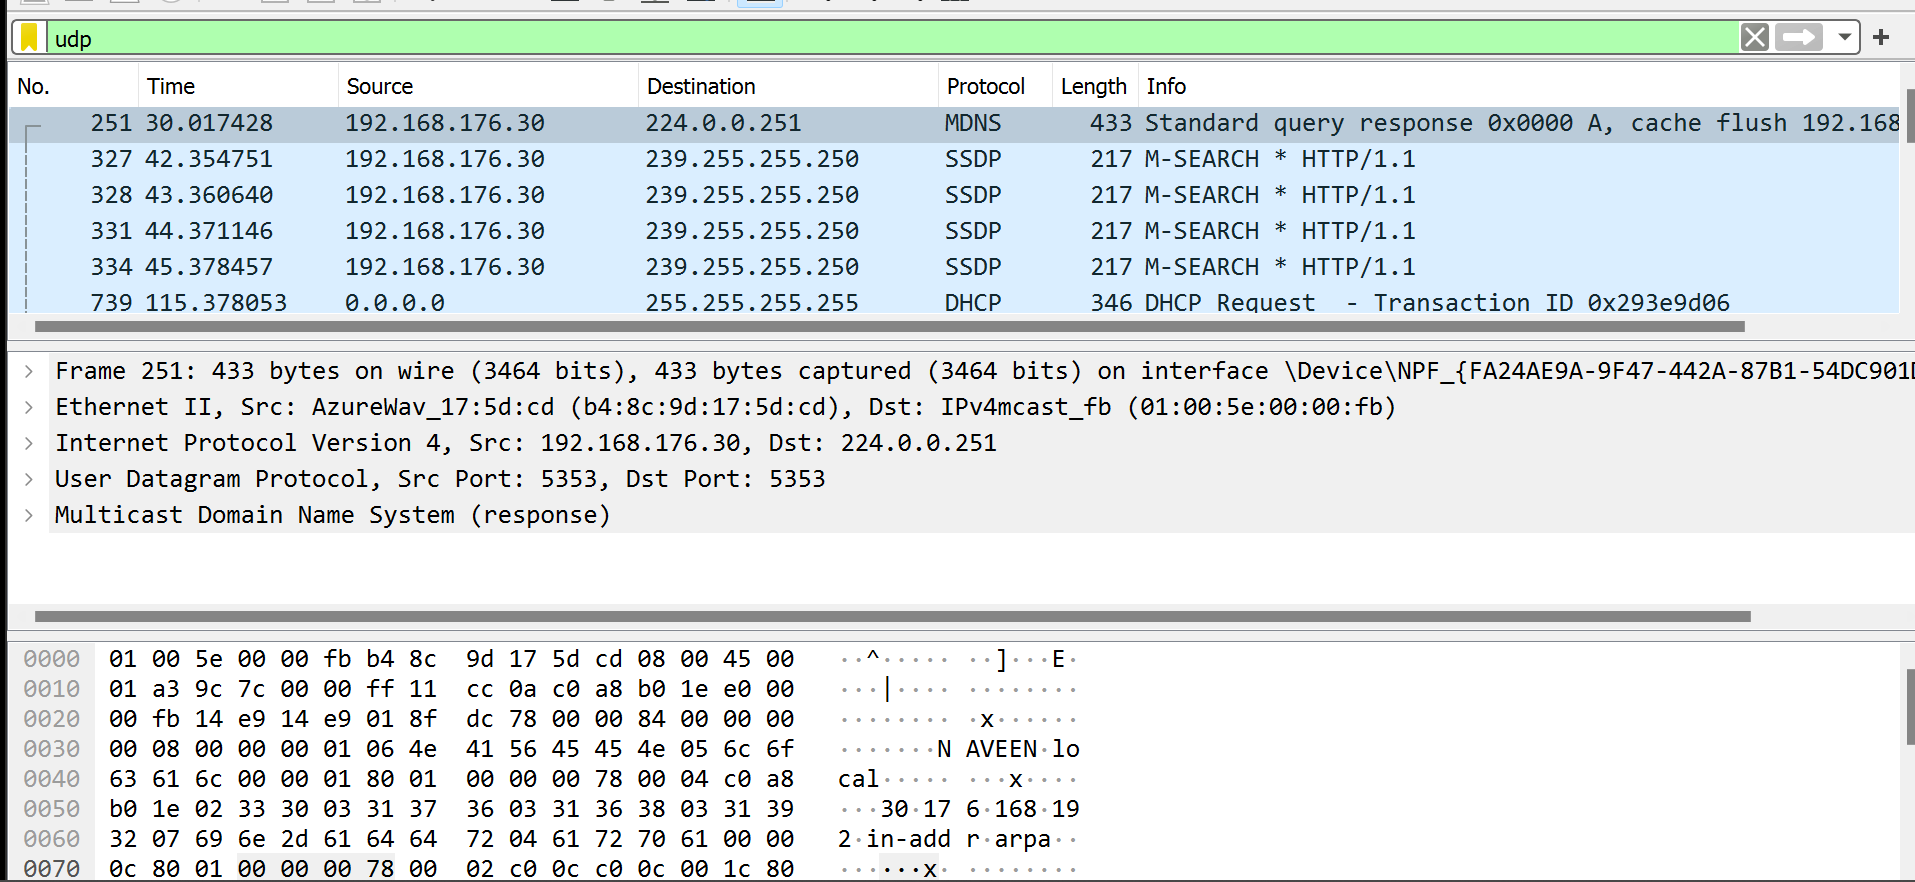 udp
No. Time Source Destination Protocol Length Info
251 30.017428 192.168.176.30 224.0.0.251 MDNS 433 Standard query response 0x0000 A, cache flush 192.168
327 42.354751 192.168.176.30 239.255.255.250 SSDP 217 M-SEARCH * HTTP/1.1
328 43.360640 192.168.176.30 239.255.255.250 SSDP 217 M-SEARCH * HTTP/1.1
331 44.371146 192.168.176.30 239.255.255.250 SSDP 217 M-SEARCH * HTTP/1.1
334 45.378457 192.168.176.30 239.255.255.250 SSDP 217 M-SEARCH * HTTP/1.1
739 115.378053 0.0.0.0 255.255.255.255 DHCP 346 DHCP Request - Transaction ID 0x293e9d06
Frame 251: 433 bytes on wire (3464 bits), 433 bytes captured (3464 bits) on interface \Device\NPF_{FA24AE9A-9F47-442A-87B1-54DC901D
Ethernet II, Src: AzureWav_17:5d:cd (b4:8c:9d:17:5d:cd), Dst: IPv4mcast_fb (01:00:5e:00:00:fb)
Internet Protocol Version 4, Src: 192.168.176.30, Dst: 224.0.0.251
User Datagram Protocol, Src Port: 5353, Dst Port: 5353
Multicast Domain Name System (response)
0000 01 00 5e 00 00 fb b4 8c 9d 17 5d cd 08 00 45 00 ··^····· ··]···E·
0010 01 a3 9c 7c 00 00 ff 11 cc 0a c0 a8 b0 1e e0 00 ···|···· ········
0020 00 fb 14 e9 14 e9 01 8f dc 78 00 00 84 00 00 00 ········ ·x······
0030 00 08 00 00 00 01 06 4e 41 56 45 45 4e 05 6c 6f ·······N AVEEN·lo
0040 63 61 6c 00 00 01 80 01 00 00 00 78 00 04 c0 a8 cal····· ···x····
0050 b0 1e 02 33 30 03 31 37 36 03 31 36 38 03 31 39 ···30·17 6·168·19
0060 32 07 69 6e 2d 61 64 64 72 04 61 72 70 61 00 00 2·in-add r·arpa··
0070 0c 80 01 00 00 00 78 00 02 c0 0c c0 0c 00 1c 80 ······x· ········